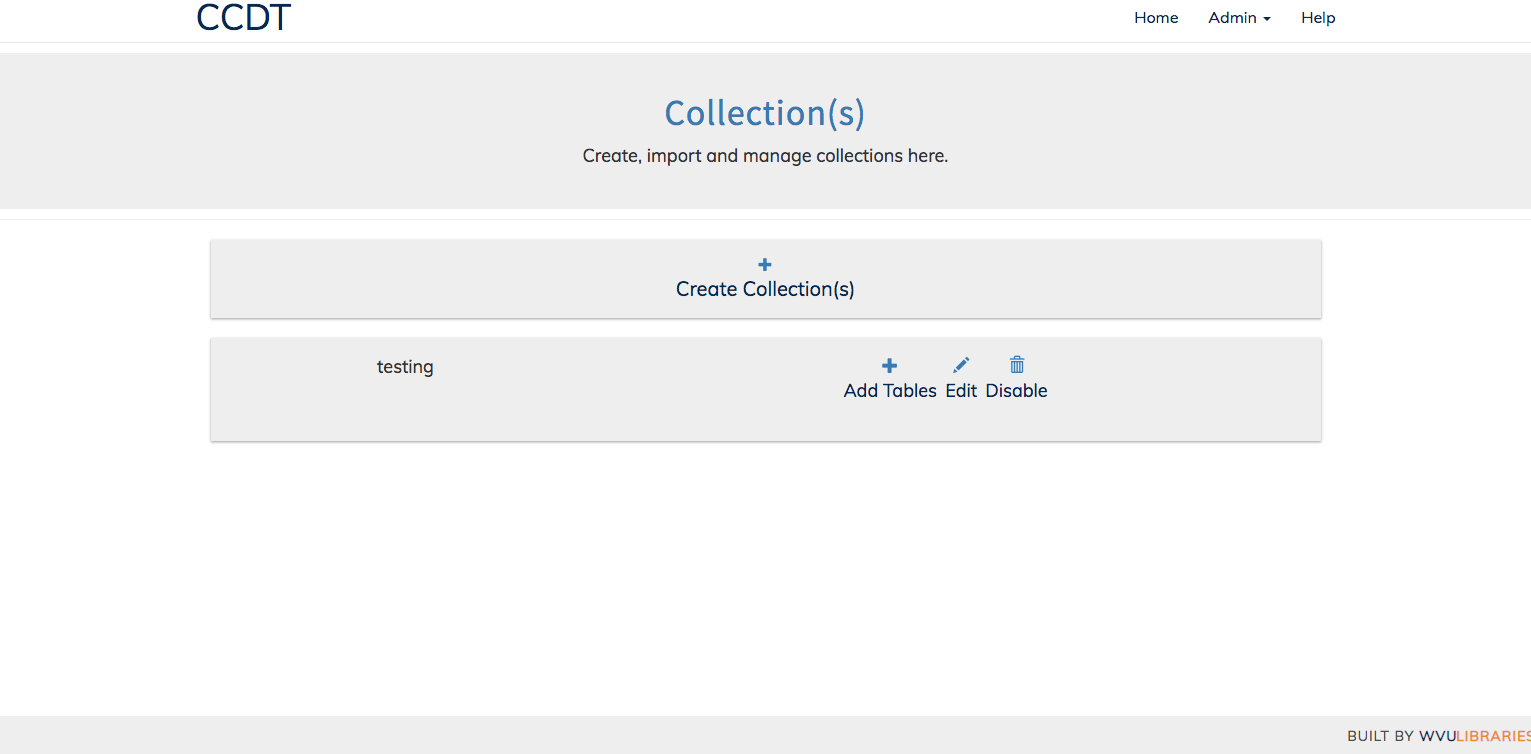 CCDT
Home Admin Help
Collection(s)
Create, import and manage collections here.
Create Collection(s)
testing
Add Tables Edit Disable
BUILT BY WVULIBRARIES